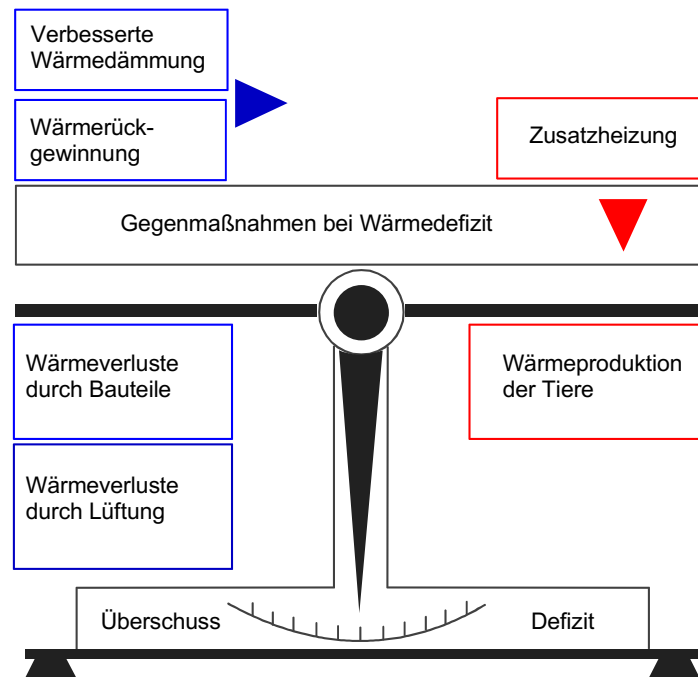 Verbesserte
Wärmedämmung
Wärmerück-
gewinnung
Zusatzheizung
Gegenmaßnahmen bei Wärmedefizit
Wärmeverluste
durch Bauteile
Wärmeproduktion
der Tiere
Wärmeverluste
durch Lüftung
Überschuss
Defizit